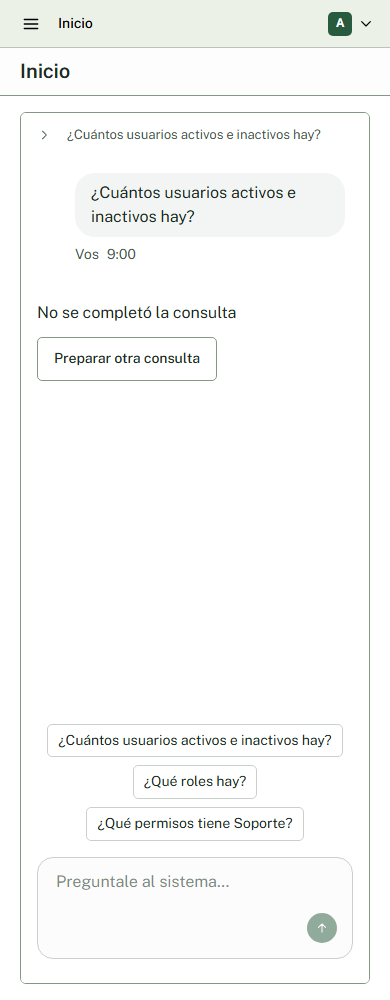 Inicio
A
Inicio
¿Cuántos usuarios activos e inactivos hay?
¿Cuántos usuarios activos e
inactivos hay?
Vos 9:00
No se completó la consulta
Preparar otra consulta
¿Cuántos usuarios activos e inactivos hay?
¿Qué roles hay?
¿Qué permisos tiene Soporte?
Preguntale al sistema...